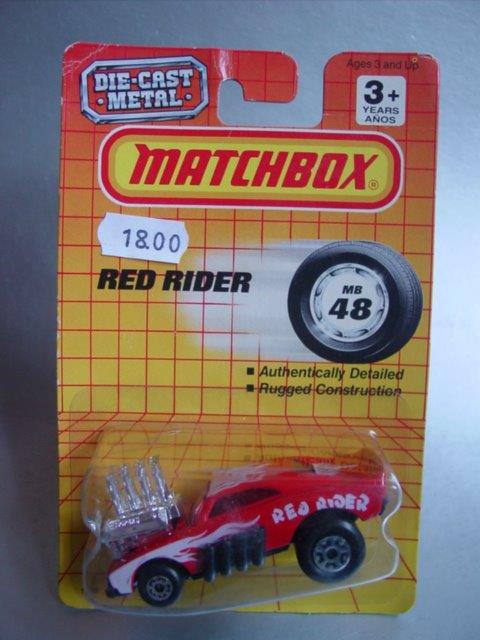 DIE-CAST
METAL
Ages 3 and Up
3+
YEARS
AÑOS
MATCHBOX®
18.00
RED RIDER
MB
48
■ Authentically Detailed
■ Rugged Construction
RED RIDER